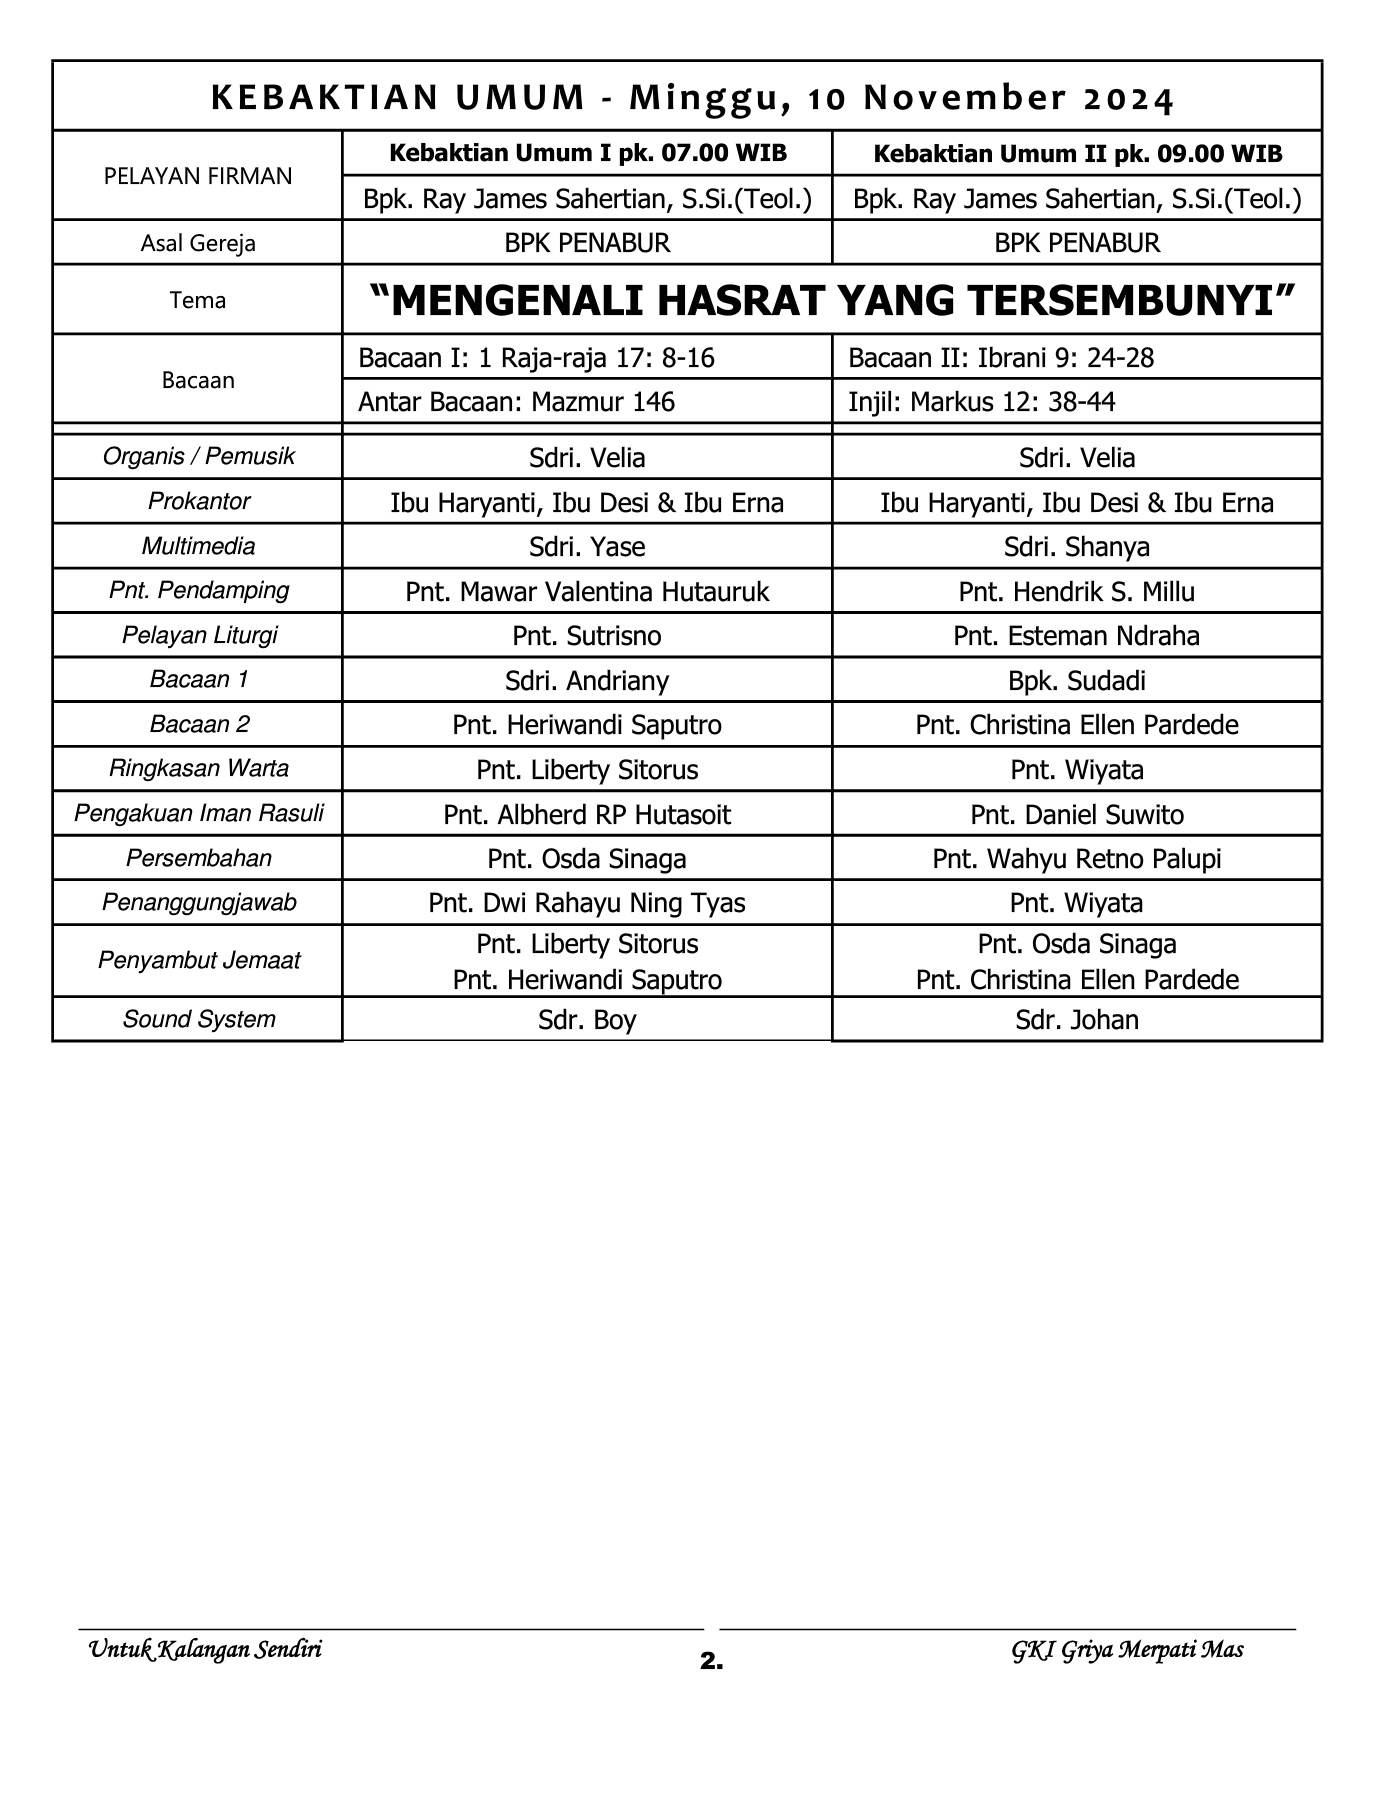 KEBAKTIAN UMUM - Minggu, 10 November 2024
PELAYAN FIRMAN
Kebaktian Umum I pk. 07.00 WIB
Kebaktian Umum II pk. 09.00 WIB
Bpk. Ray James Sahertian, S.Si.(Teol.)
Bpk. Ray James Sahertian, S.Si.(Teol.)
Asal Gereja
BPK PENABUR
BPK PENABUR
Tema
“MENGENALI HASRAT YANG TERSEMBUNYI”
Bacaan
Bacaan I: 1 Raja-raja 17: 8-16
Bacaan II: Ibrani 9: 24-28
Antar Bacaan: Mazmur 146
Injil: Markus 12: 38-44
Organis / Pemusik
Sdri. Velia
Sdri. Velia
Prokantor
Ibu Haryanti, Ibu Desi & Ibu Erna
Ibu Haryanti, Ibu Desi & Ibu Erna
Multimedia
Sdri. Yase
Sdri. Shanya
Pnt. Pendamping
Pnt. Mawar Valentina Hutauruk
Pnt. Hendrik S. Millu
Pelayan Liturgi
Pnt. Sutrisno
Pnt. Esteman Ndraha
Bacaan 1
Sdri. Andriany
Bpk. Sudadi
Bacaan 2
Pnt. Heriwandi Saputro
Pnt. Christina Ellen Pardede
Ringkasan Warta
Pnt. Liberty Sitorus
Pnt. Wiyata
Pengakuan Iman Rasuli
Pnt. Albherd RP Hutasoit
Pnt. Daniel Suwito
Persembahan
Pnt. Osda Sinaga
Pnt. Wahyu Retno Palupi
Penanggungjawab
Pnt. Dwi Rahayu Ning Tyas
Pnt. Wiyata
Penyambut Jemaat
Pnt. Liberty Sitorus
Pnt. Heriwandi Saputro
Pnt. Osda Sinaga
Pnt. Christina Ellen Pardede
Sound System
Sdr. Boy
Sdr. Johan
Untuk Kalangan Sendiri
2.
GKI Griya Merpati Mas